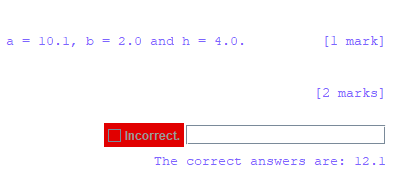 a = 10.1, b = 2.0 and h = 4.0. [1 mark]
[2 marks]
Incorrect.
The correct answers are: 12.1